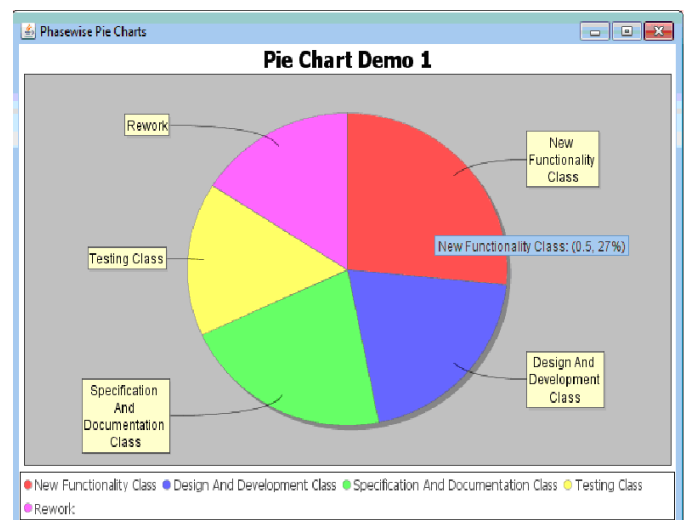 Phasewise Pie Charts
Pie Chart Demo 1
Rework
New
Functionality
Class
New Functionality Class: (0.5, 27%)
Testing Class
Design And
Development
Class
Specification
And
Documentation
Class
New Functionality Class Design And Development Class Specification And Documentation Class Testing Class
Rework